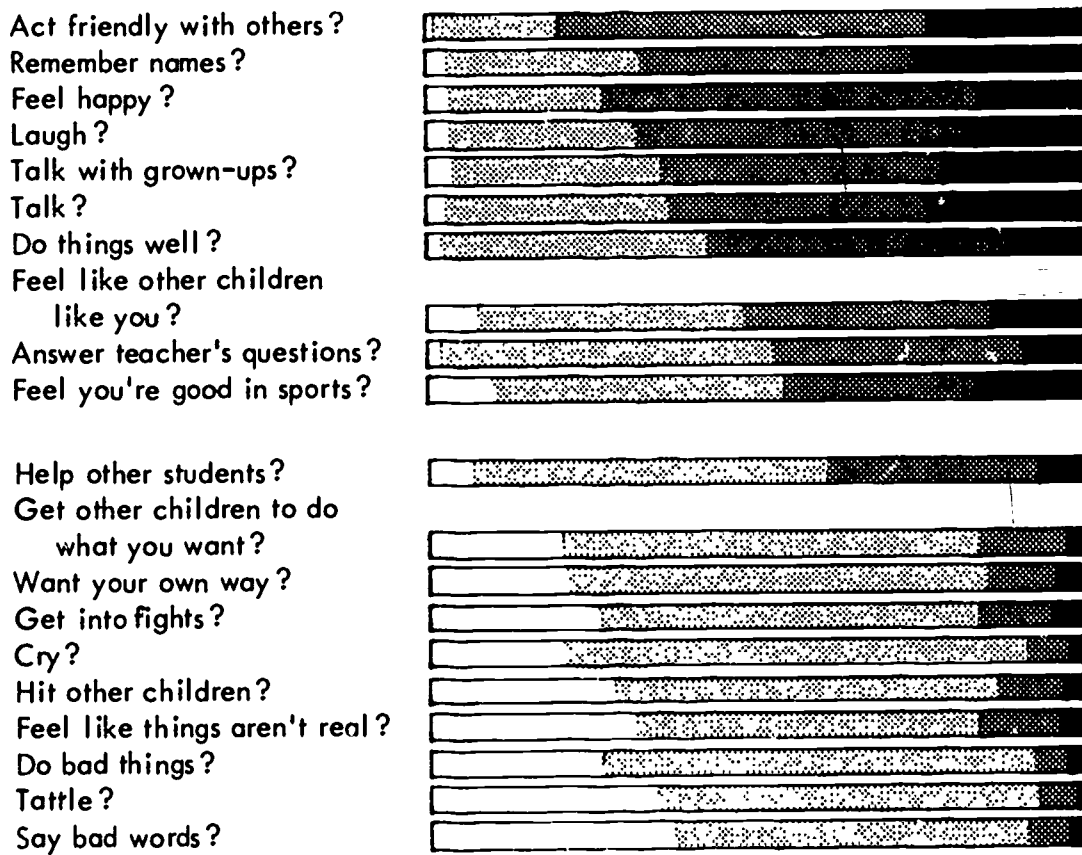 Act friendly with others?
Remember names?
Feel happy?
Laugh?
Talk with grown-ups?
Talk?
Do things well?
Feel like other children
like you?
Answer teacher's questions?
Feel you're good in sports?
Help other students?
Get other children to do
what you want?
Want your own way?
Get into fights?
Cry?
Hit other children?
Feel like things aren't real?
Do bad things?
Tattle?
Say bad words?